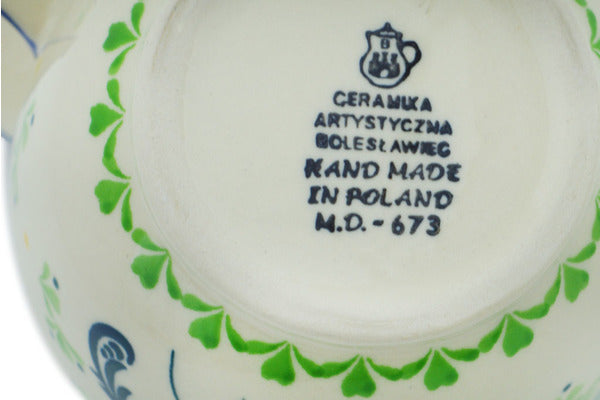 B
CERAMIKA
ARTYSTYCZNA
BOLESŁAWIEC
HAND MADE
IN POLAND
M.D. - 673